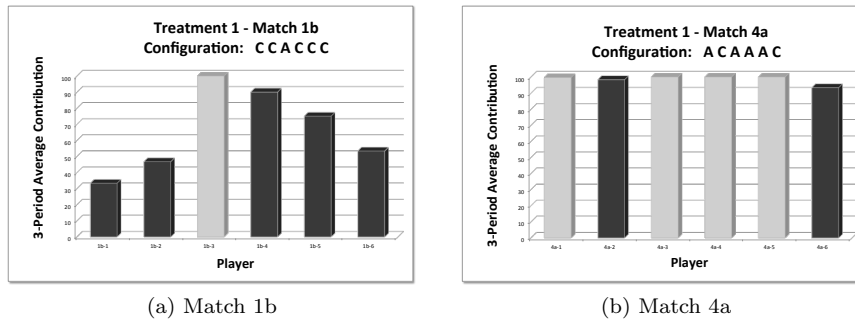 Treatment 1 - Match 1b
Configuration: C C A C C C
3-Period Average Contribution
100
90
80
70
60
50
40
30
20
10
0
1b-1 1b-2 1b-3 1b-4 1b-5 1b-6
Player
(a) Match 1b
Treatment 1 - Match 4a
Configuration: A C A A A C
3-Period Average Contribution
100
90
80
70
60
50
40
30
20
10
0
4a-1 4a-2 4a-3 4a-4 4a-5 4a-6
Player
(b) Match 4a